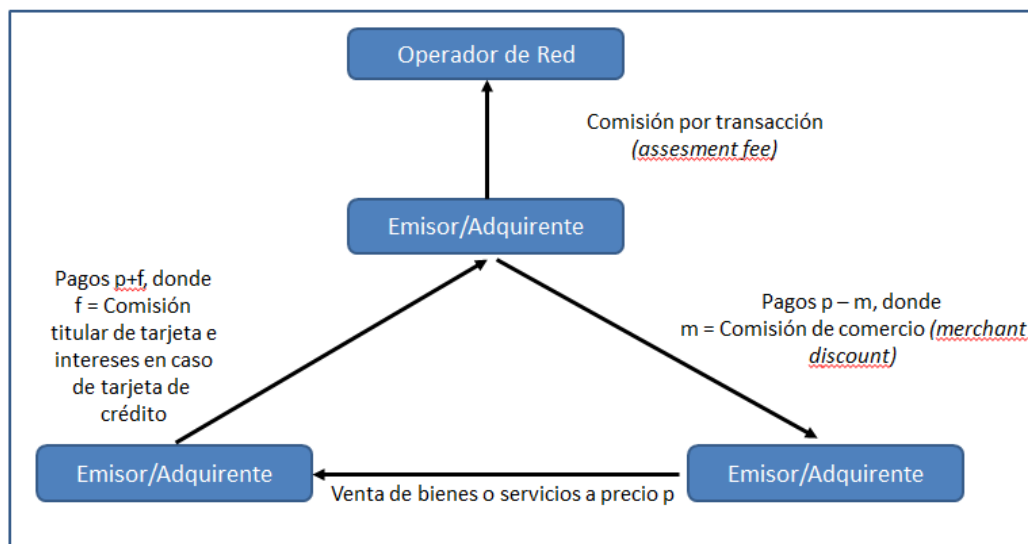 Operador de Red
Comisión por transacción
(assesment fee)
Emisor/Adquirente
Pagos p+f, donde
f = Comisión
titular de tarjeta e
intereses en caso
de tarjeta de
crédito
Pagos p – m, donde
m = Comisión de comercio (merchant
discount)
Emisor/Adquirente
Emisor/Adquirente
Venta de bienes o servicios a precio p